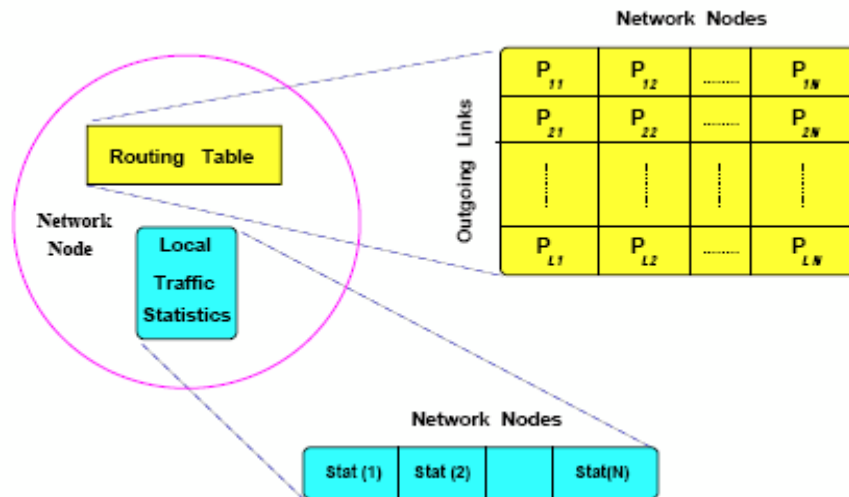 Network Nodes
P11 P12 ........ P1N
P21 P22 ........ P2N
Outgoing Links
PL1 PL2 ........ PLN
Routing Table
Network
Node
Local
Traffic
Statistics
Network Nodes
Stat (1) Stat (2) Stat(N)